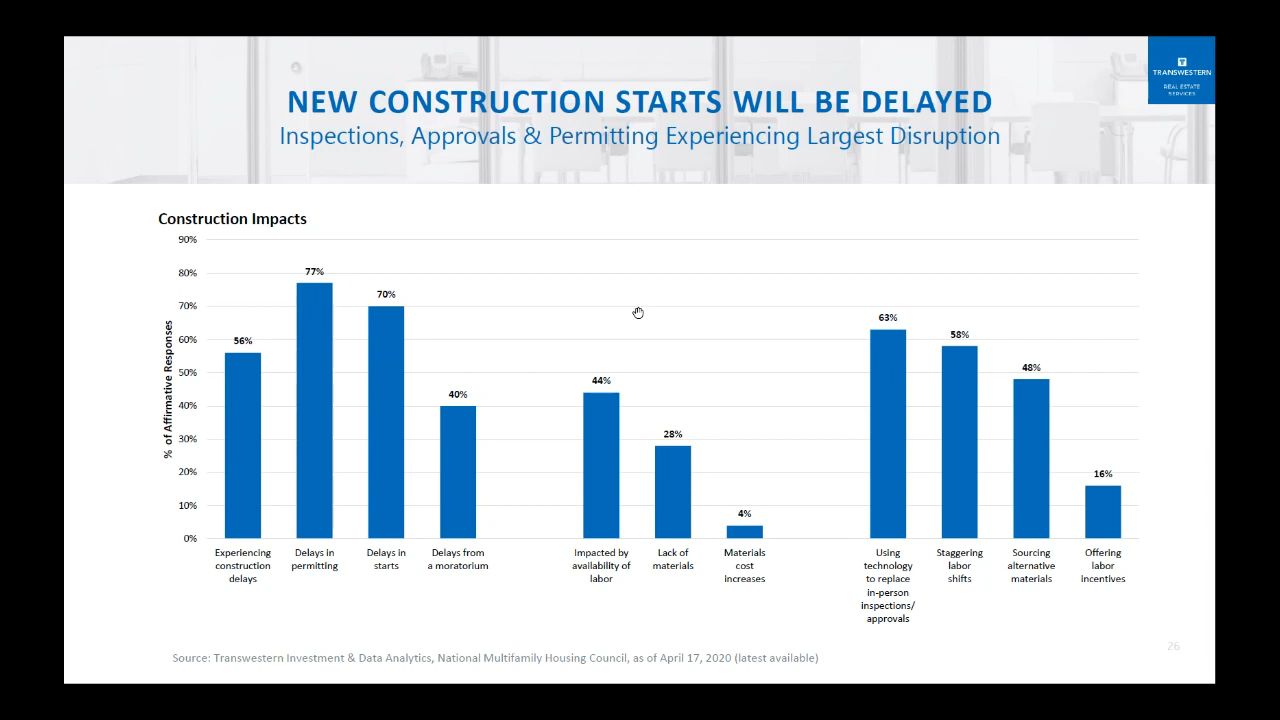 NEW CONSTRUCTION STARTS WILL BE DELAYED
Inspections, Approvals & Permitting Experiencing Largest Disruption
TRANSWESTERN
REAL ESTATE
SERVICES
Construction Impacts
% of Affirmative Responses
90%
80%
70%
60%
50%
40%
30%
20%
10%
0%
56%
77%
70%
40%
44%
28%
4%
63%
58%
48%
16%
Experiencing
construction
delays
Delays in
permitting
Delays in
starts
Delays from
a moratorium
Impacted by
availability of
labor
Lack of
materials
Materials
cost
increases
Using
technology
to replace
in-person
inspections/
approvals
Staggering
labor
shifts
Sourcing
alternative
materials
Offering
labor
incentives
Source: Transwestern Investment & Data Analytics, National Multifamily Housing Council, as of April 17, 2020 (latest available)
26